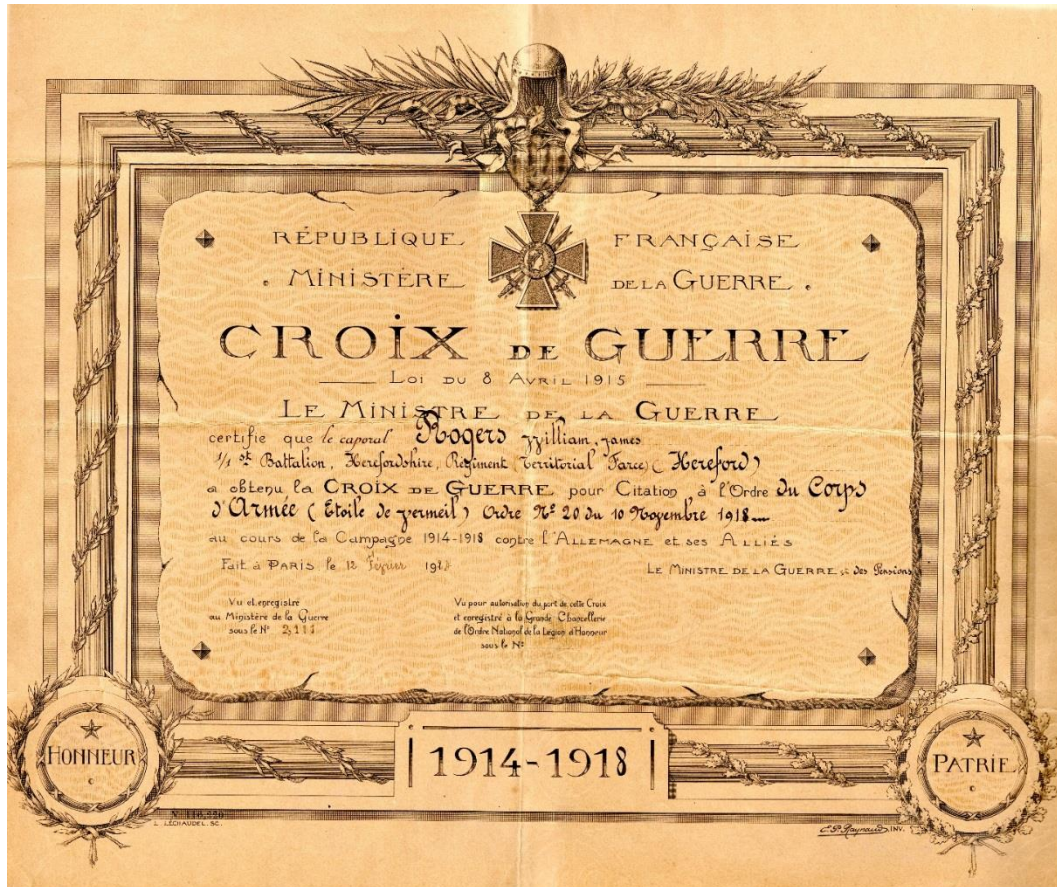 RÉPUBLIQUE FRANÇAISE
MINISTÈRE DE LA GUERRE
CROIX DE GUERRE
LOI DU 8 AVRIL 1915
LE MINISTRE DE LA GUERRE
certifie que le caporal Rogers William, James
1/1 st Battalion, Herefordshire, Regiment (Territorial Farce) (Hereford)
a obtenu la CROIX DE GUERRE pour Citation à l'Ordre du Corps
d'Armée (Etoile de vermeil) Ordre Nº 20 du 10 Novembre 1918
au cours de la Campagne 1914-1918 contre l'ALLEMAGNE et ses ALLIÉS
Fait à PARIS le 12 Février
LE MINISTRE DE LA GUERRE et des Pensions
Vu et enregistré
au Ministère de la Guerre
sous le Nº
Vu pour autorisation du port de cette Croix
et enregistré à la Grande Chancellerie
de l'Ordre National de la Légion d'Honneur
sous le Nº
HONNEUR
1914-1918
PATRIE
L. LÉCHAUDEL. SC.
C. P. Raynaud, INV.